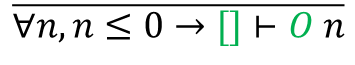 ∀n, n ≤ 0 → [] ⊢ O n